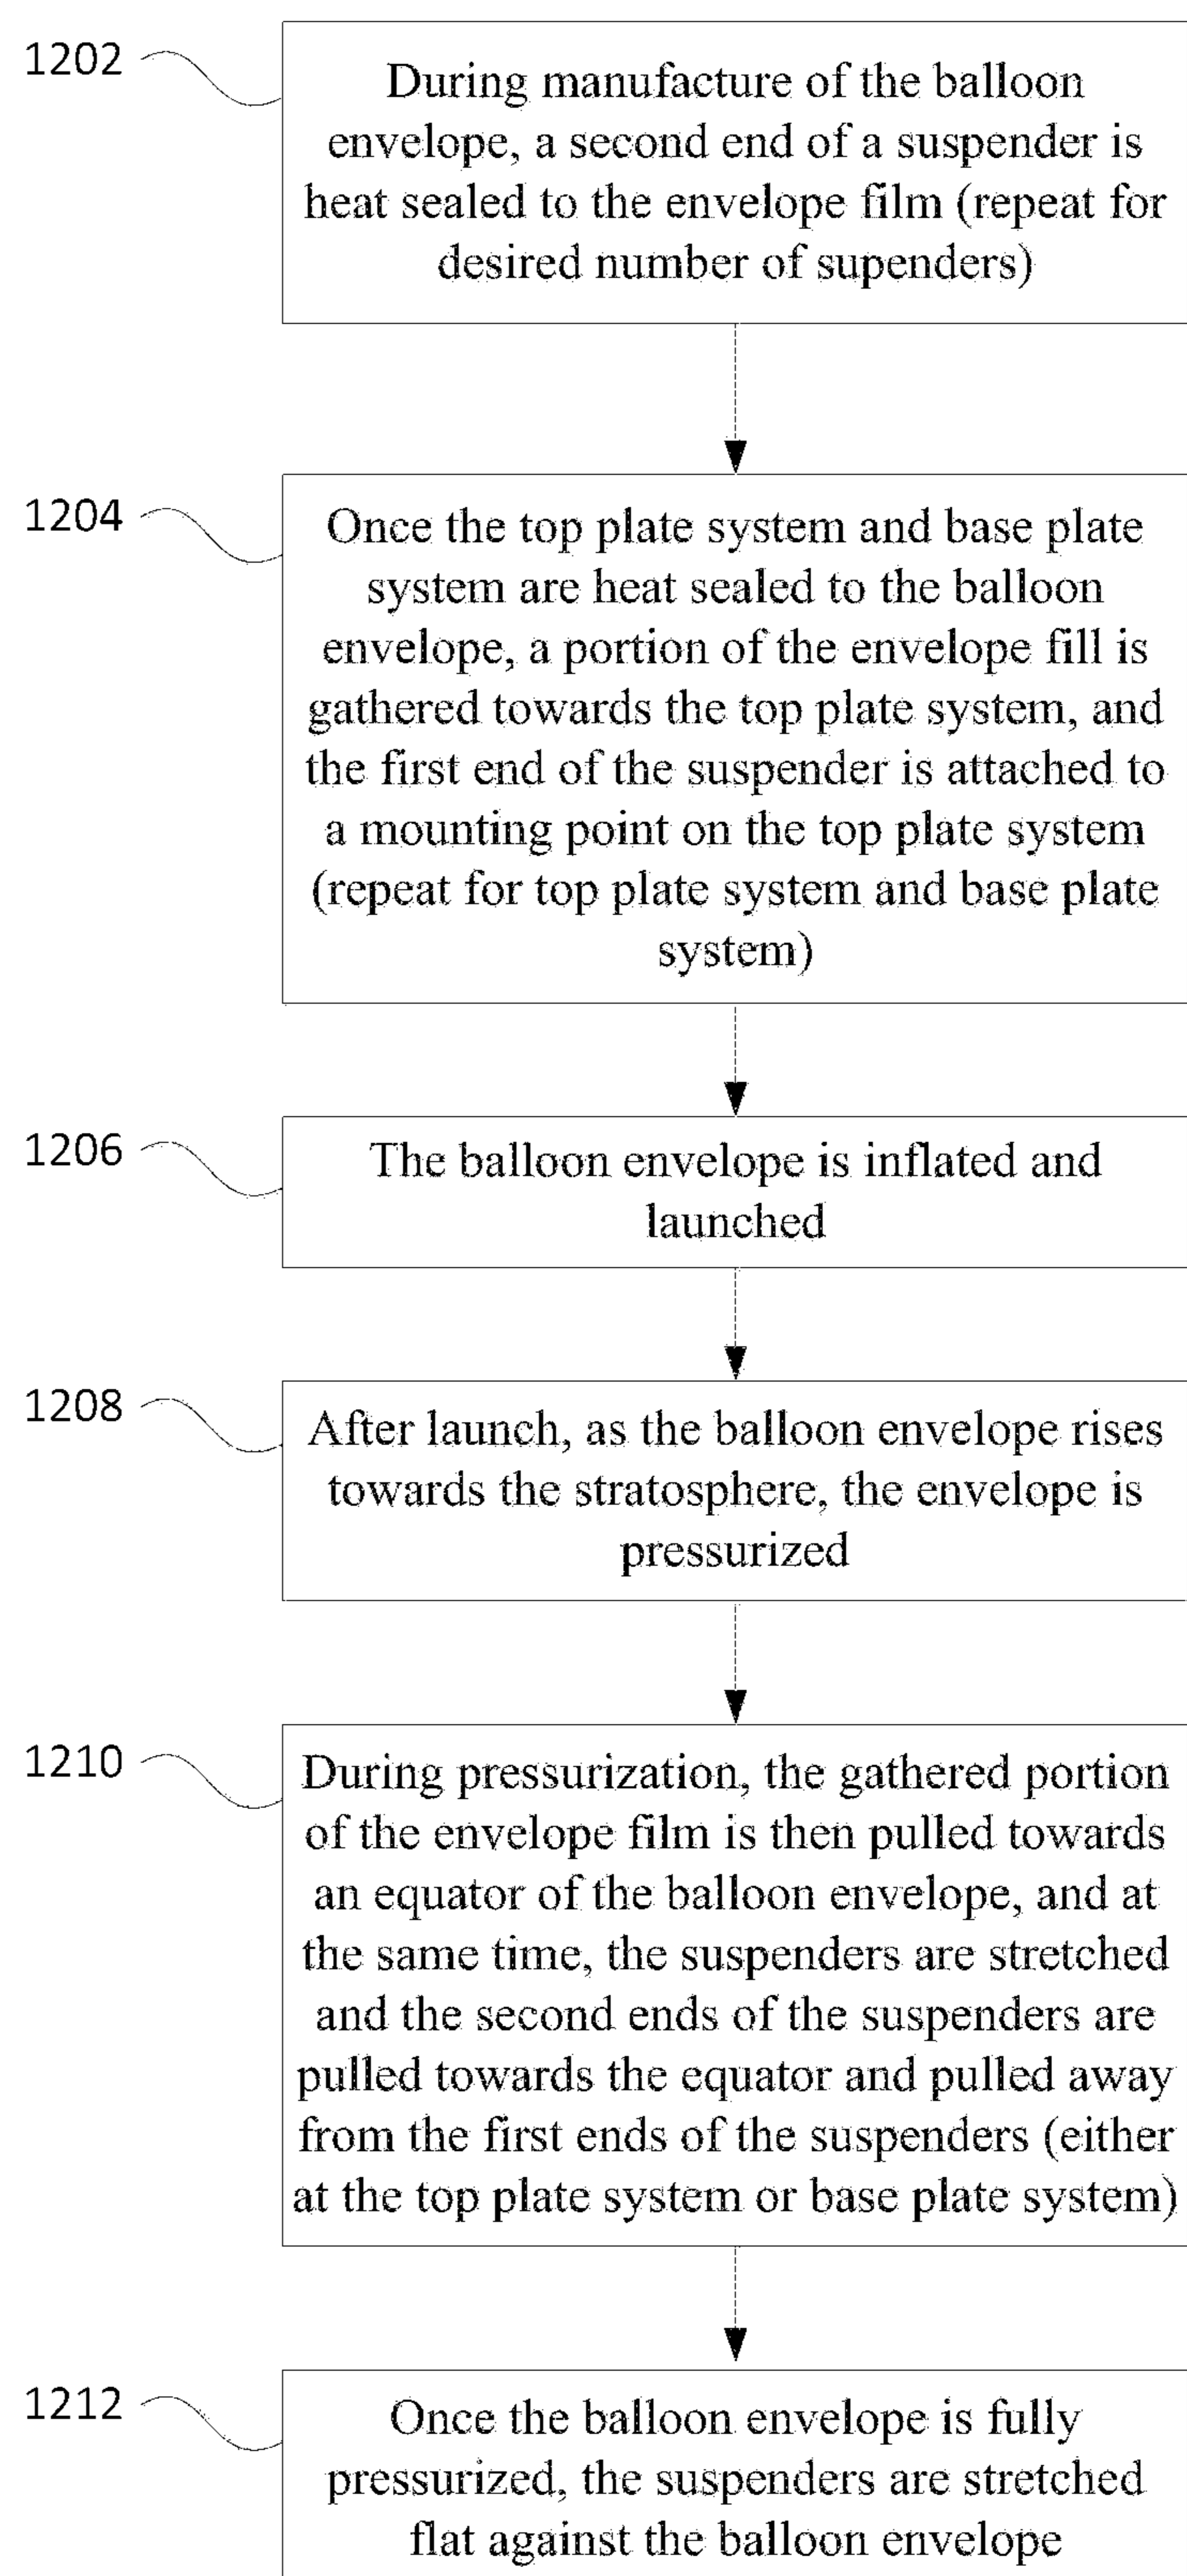 1202
During manufacture of the balloon
envelope, a second end of a suspender is
heat sealed to the envelope film (repeat for
desired number of supenders)
1204
Once the top plate system and base plate
system are heat sealed to the balloon
envelope, a portion of the envelope fill is
gathered towards the top plate system, and
the first end of the suspender is attached to
a mounting point on the top plate system
(repeat for top plate system and base plate
system)
1206
The balloon envelope is inflated and
launched
1208
After launch, as the balloon envelope rises
towards the stratosphere, the envelope is
pressurized
1210
During pressurization, the gathered portion
of the envelope film is then pulled towards
an equator of the balloon envelope, and at
the same time, the suspenders are stretched
and the second ends of the suspenders are
pulled towards the equator and pulled away
from the first ends of the suspenders (either
at the top plate system or base plate system)
1212
Once the balloon envelope is fully
pressurized, the suspenders are stretched
flat against the balloon envelope